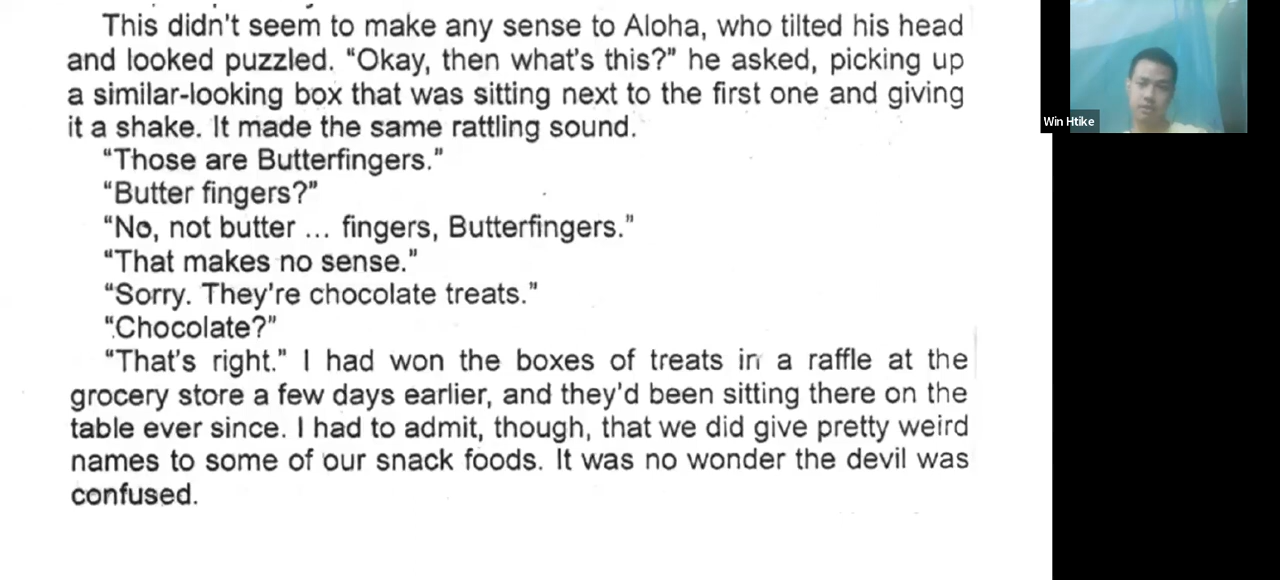 This didn't seem to make any sense to Aloha, who tilted his head
and looked puzzled. “Okay, then what's this?” he asked, picking up
a similar-looking box that was sitting next to the first one and giving
it a shake. It made the same rattling sound.
“Those are Butterfingers.”
“Butter fingers?”
“No, not butter ... fingers, Butterfingers.”
“That makes no sense.”
“Sorry. They're chocolate treats.”
“Chocolate?”
“That's right.” I had won the boxes of treats in a raffle at the
grocery store a few days earlier, and they'd been sitting there on the
table ever since. I had to admit, though, that we did give pretty weird
names to some of our snack foods. It was no wonder the devil was
confused.
Win Htike